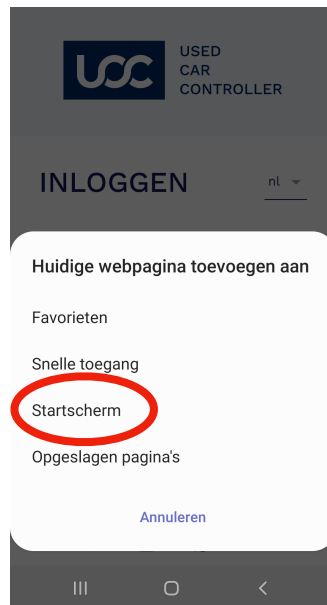 UCC
USED
CAR
CONTROLLER
INLOGGEN
nl
Huidige webpagina toevoegen aan
Favorieten
Snelle toegang
Startscherm
Opgeslagen pagina's
Annuleren